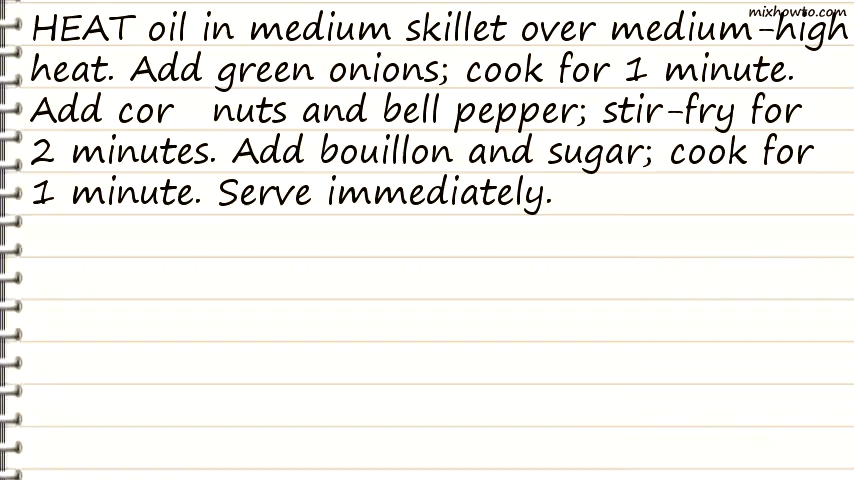 mixhowto.com
HEAT oil in medium skillet over medium-high
heat. Add green onions; cook for 1 minute.
Add cor nuts and bell pepper; stir-fry for
2 minutes. Add bouillon and sugar; cook for
1 minute. Serve immediately.